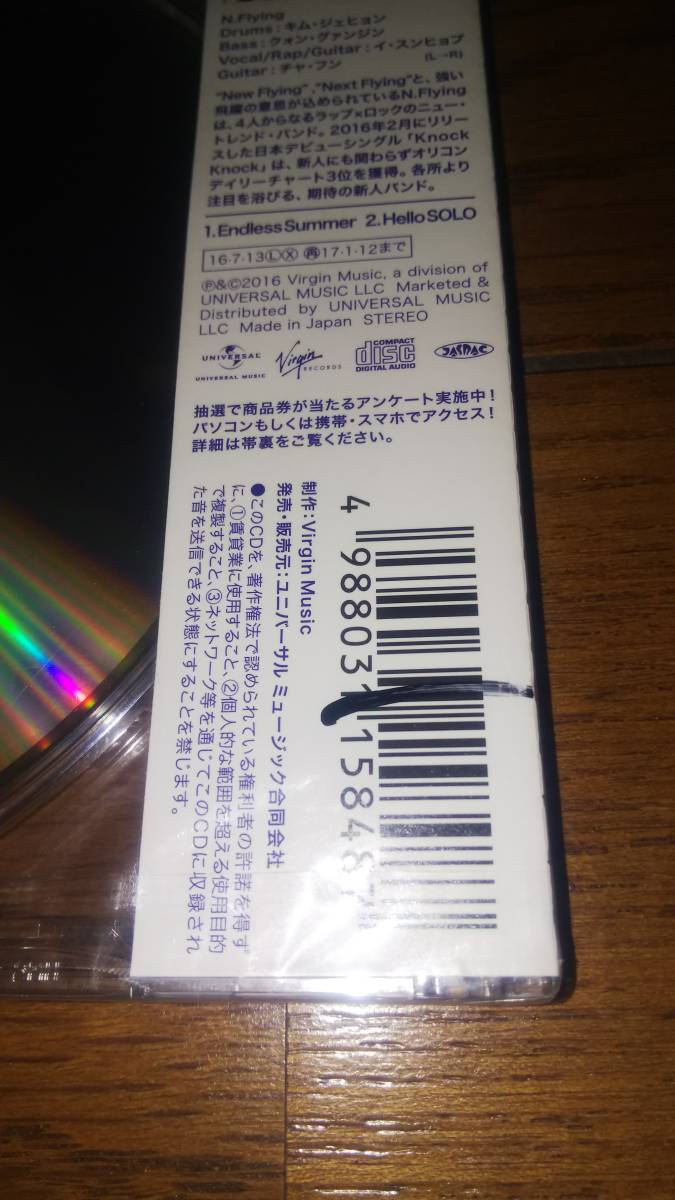 N.Flying
Drums：キム・ジェヒョン
Bass：クォン・グァンジン
Vocal/Rap/Guitar：イ・スンヒョプ
Guitar：チャ・フン (L→R)
"New Flying"、"Next Flying"と、強い
飛躍の意思が込められているN.Flying
は、4人からなるラップ×ロックのニュー・
トレンド・バンド。2016年2月にリリー
スした日本デビューシングル「Knock
Knock」は、新人にも関わらずオリコン
デイリーチャート3位を獲得。各所より
注目を浴びる、期待の新人バンド。
1.Endless Summer 2.Hello SOLO
16・7・13ⓁⓍ ㊢17・1・12まで
℗&©2016 Virgin Music, a division of
UNIVERSAL MUSIC LLC Marketed &
Distributed by UNIVERSAL MUSIC
LLC Made in Japan STEREO
UNIVERSAL
UNIVERSAL MUSIC
Virgin
RECORDS
COMPACT
disc
DIGITAL AUDIO
JASRAC
抽選で商品券が当たるアンケート実施中！
パソコンもしくは携帯・スマホでアクセス！
詳細は帯裏をご覧ください。
制作：Virgin Music
発売・販売元：ユニバーサル ミュージック合同会社
●このCDを、著作権法で認められている権利者の許諾を得ず
に、①賃貸業に使用すること、②個人的な範囲を超える使用目的
で複製すること、③ネットワーク等を通じてこのCDに収録され
た音を送信できる状態にすることを禁じます。
4 988031 158487